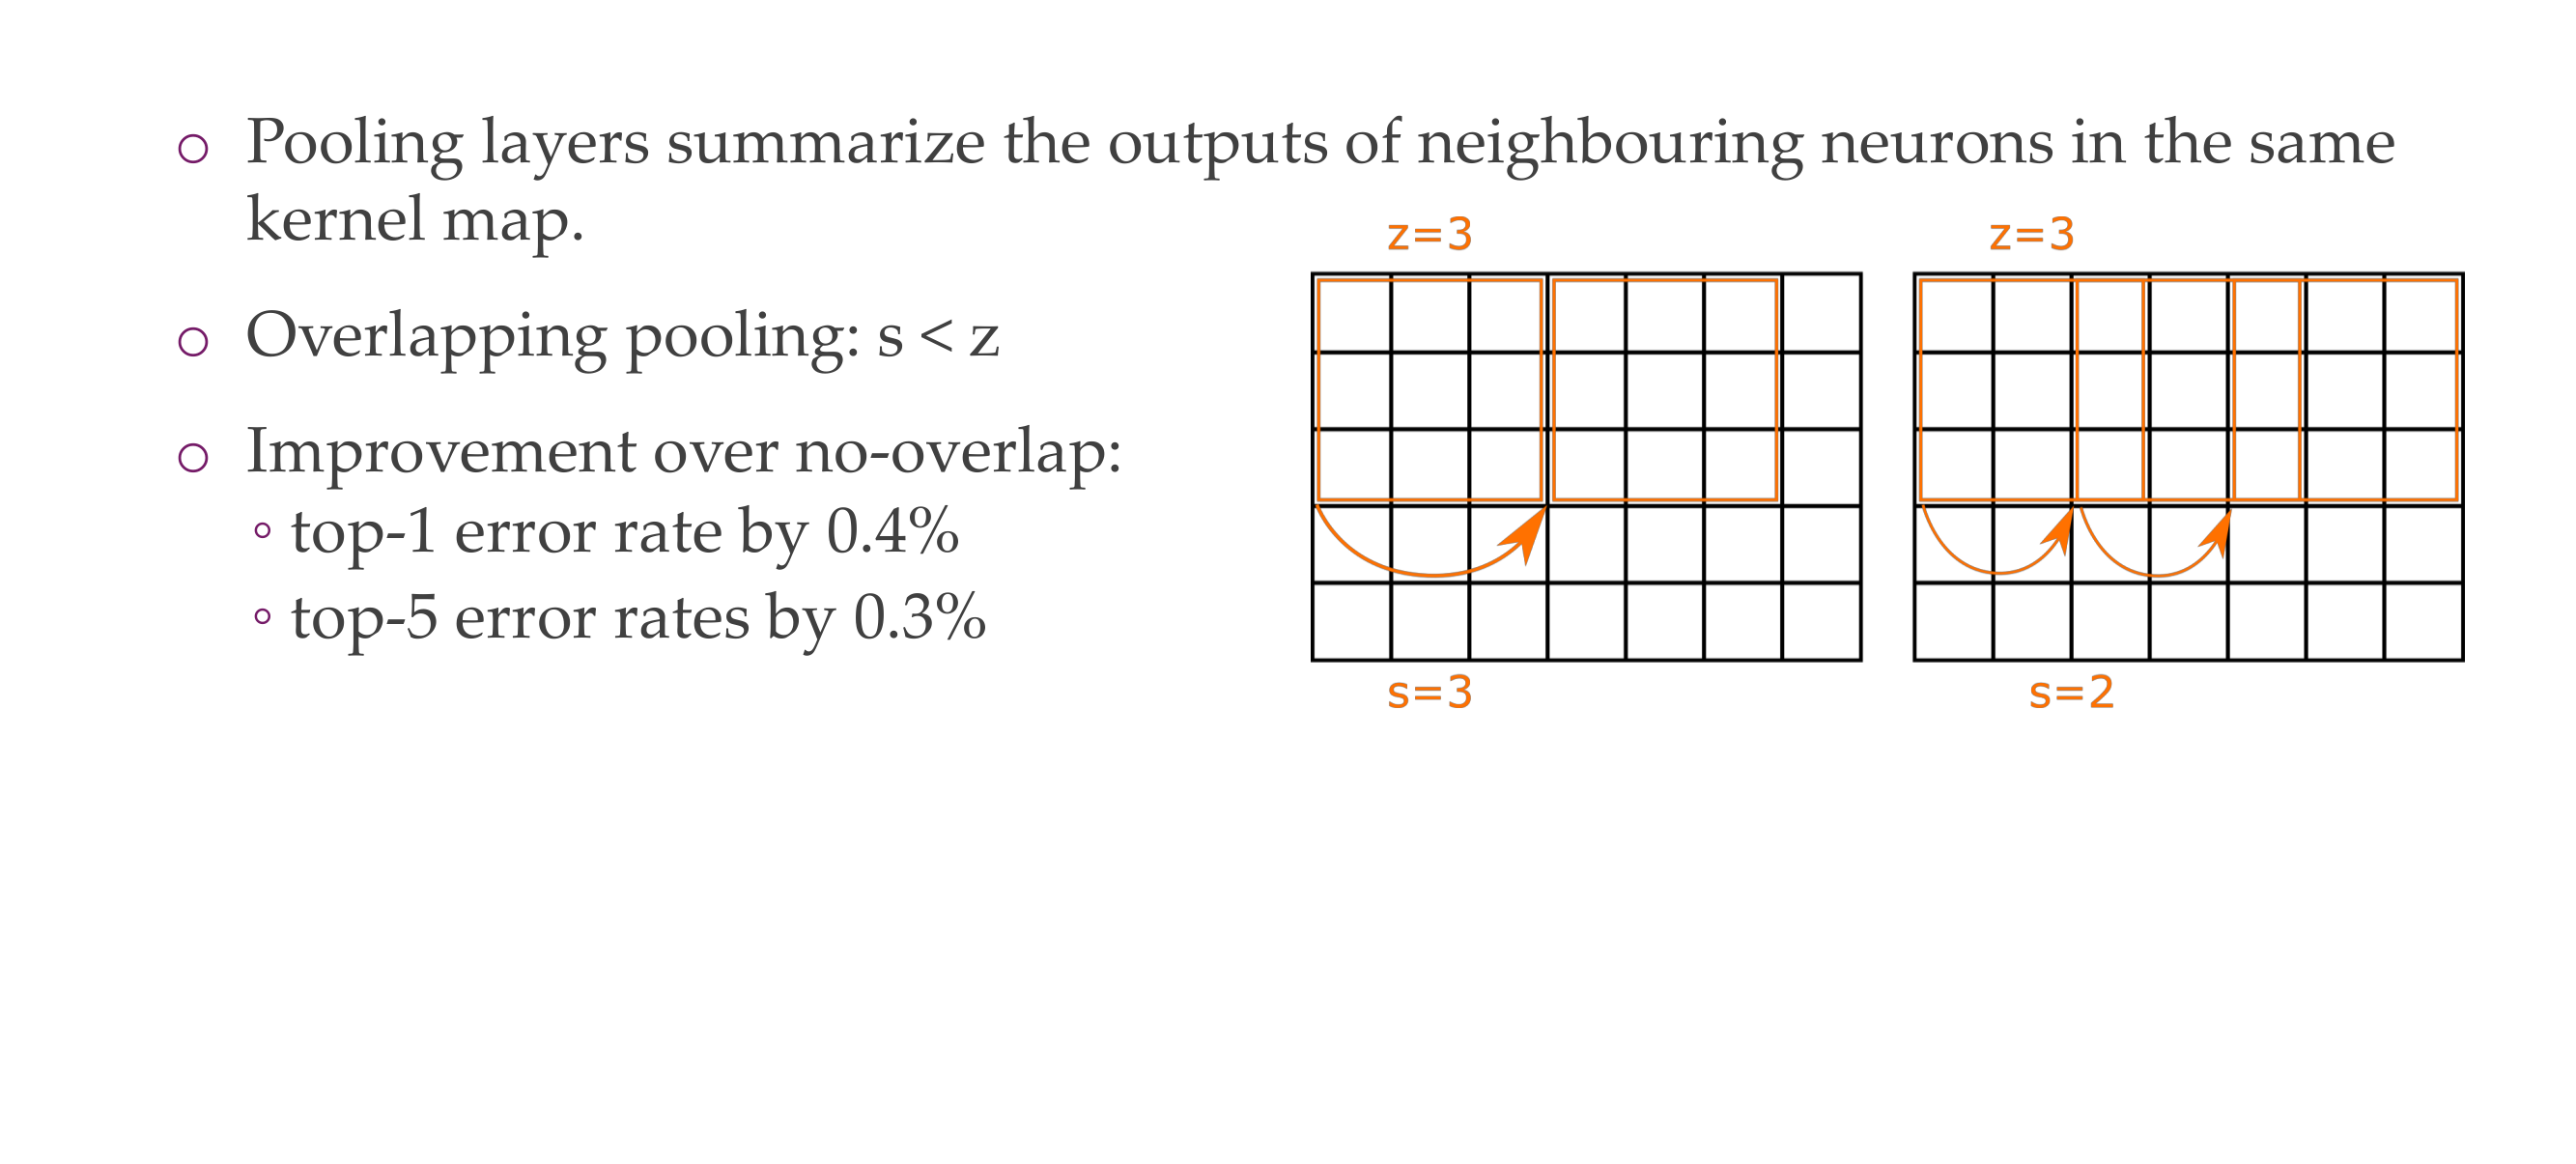 Pooling layers summarize the outputs of neighbouring neurons in the same
kernel map.
Overlapping pooling: s < z
Improvement over no-overlap:
top-1 error rate by 0.4%
top-5 error rates by 0.3%
z=3
s=3
z=3
s=2